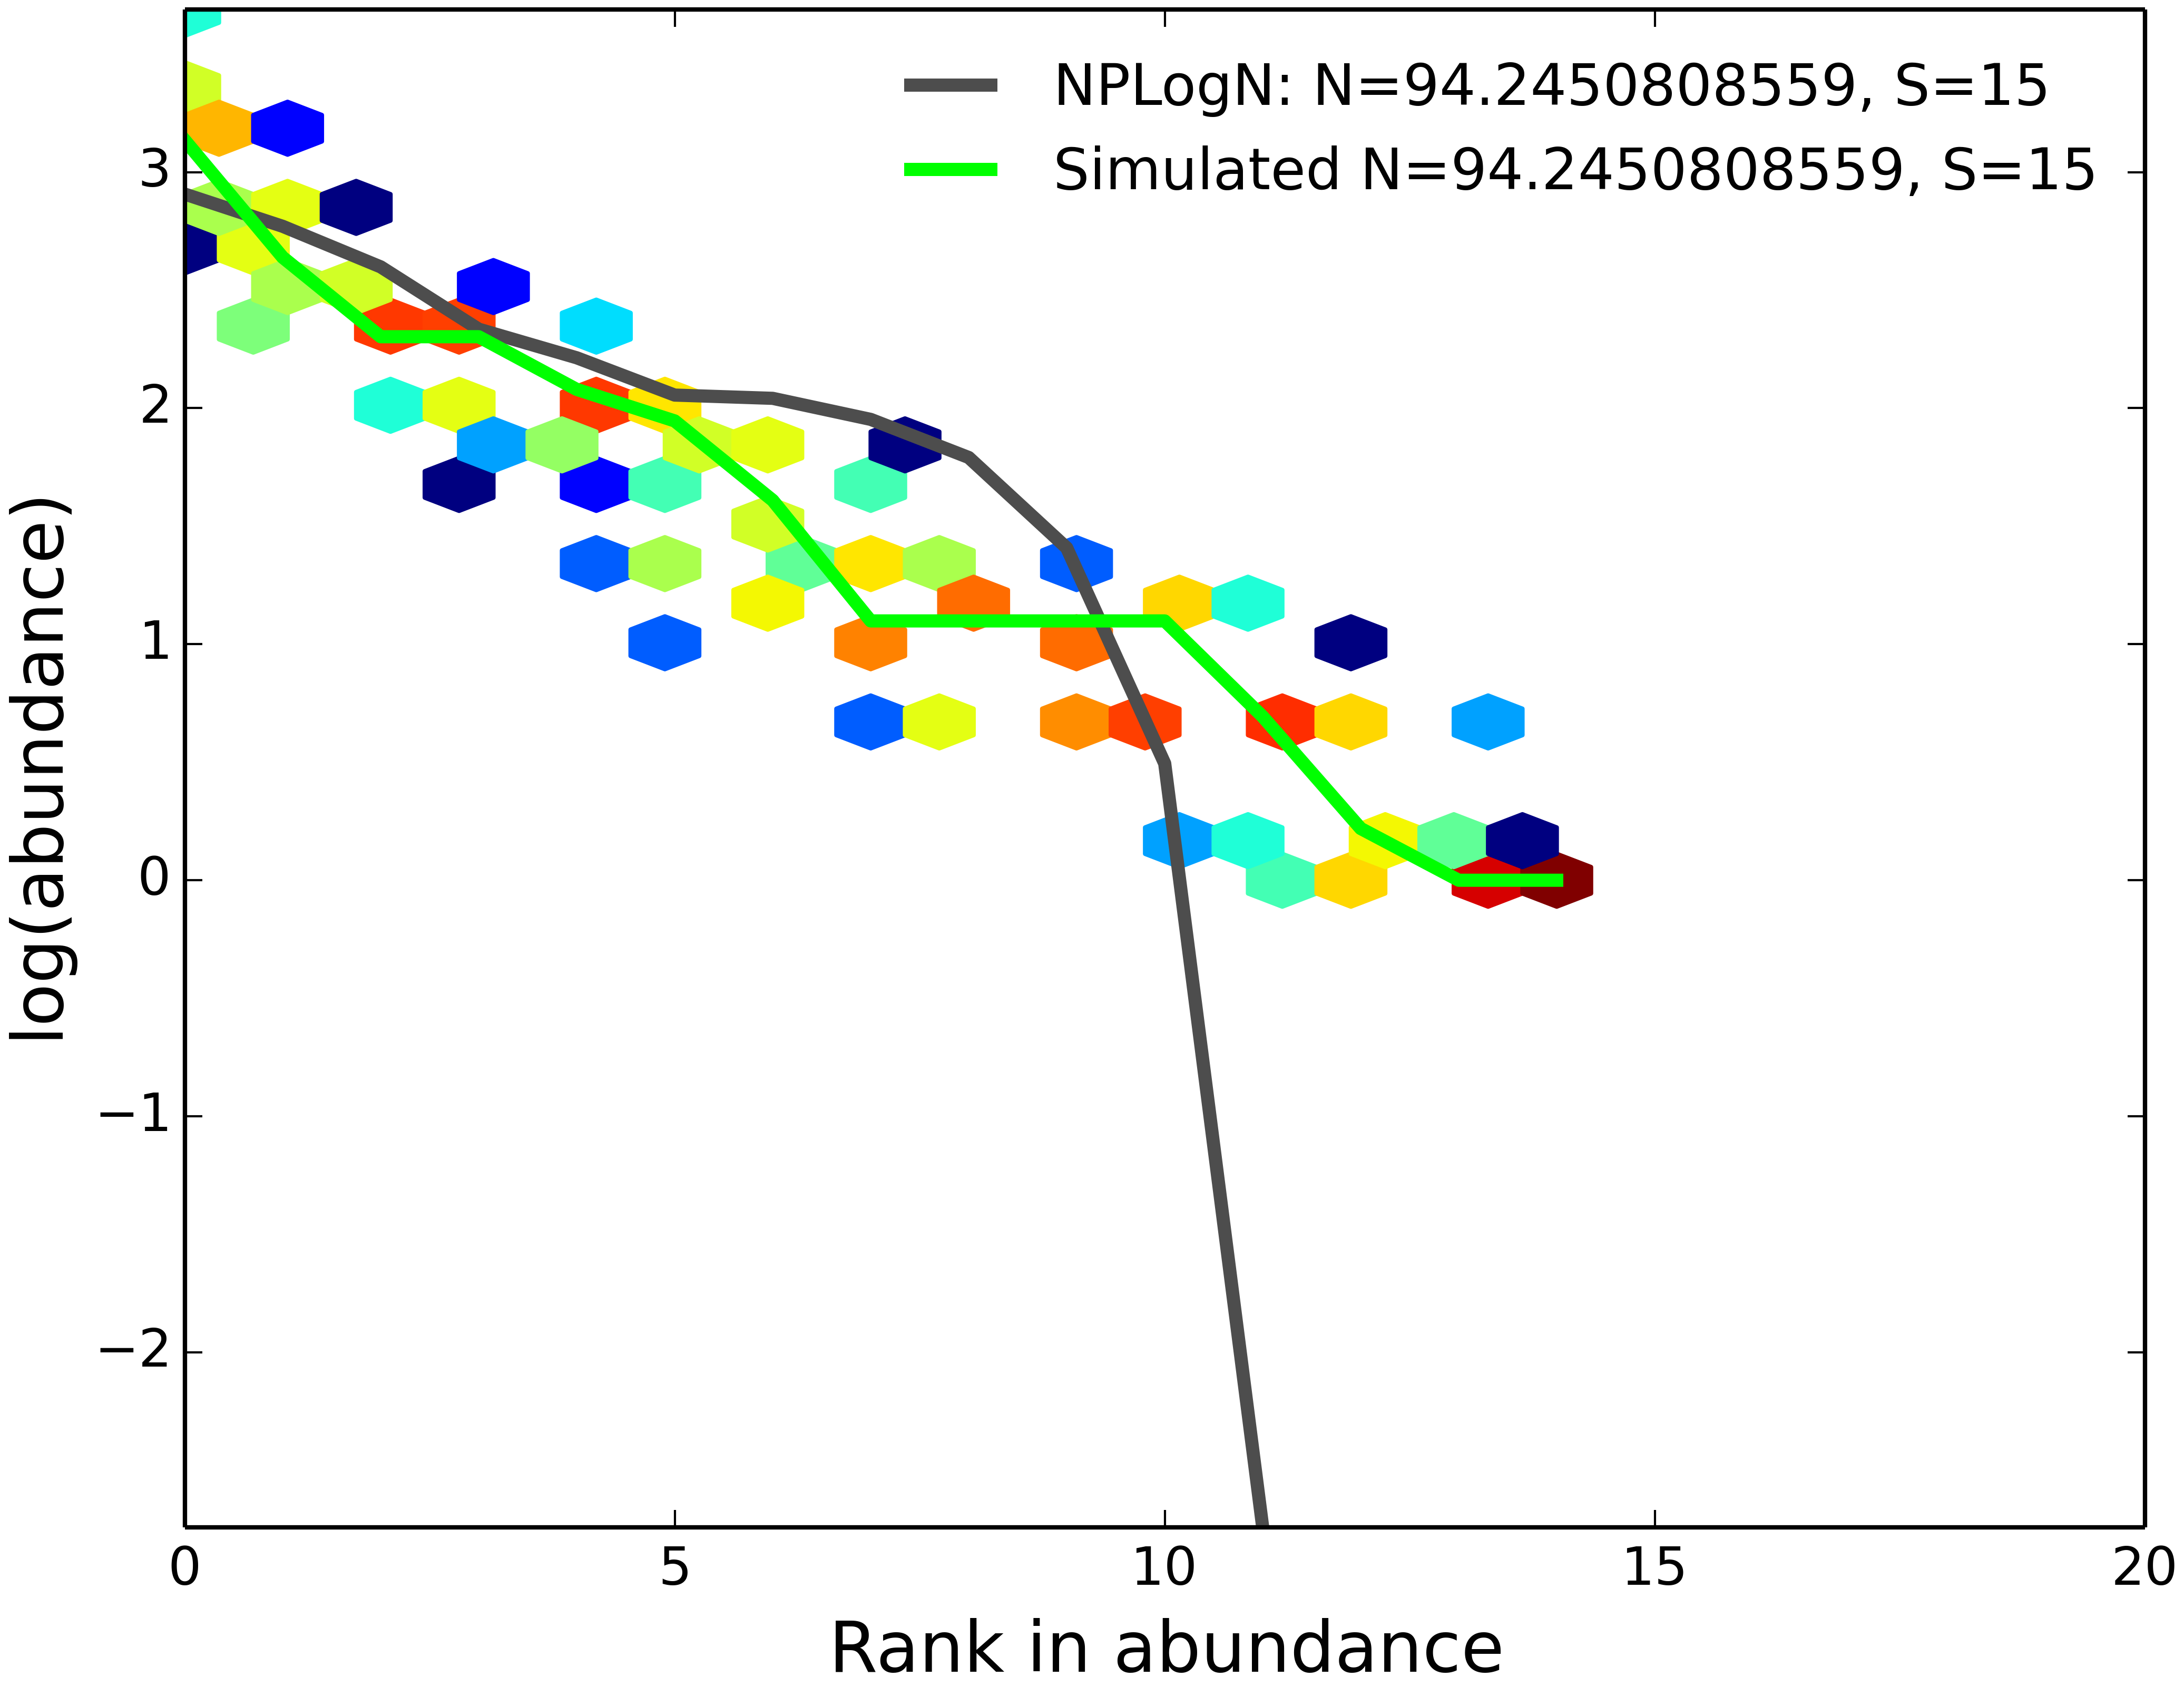 NPLogN: N=94.2450808559, S=15
Simulated N=94.2450808559, S=15
log(abundance)
3
2
1
0
−1
−2
0 5 10 15 20
Rank in abundance